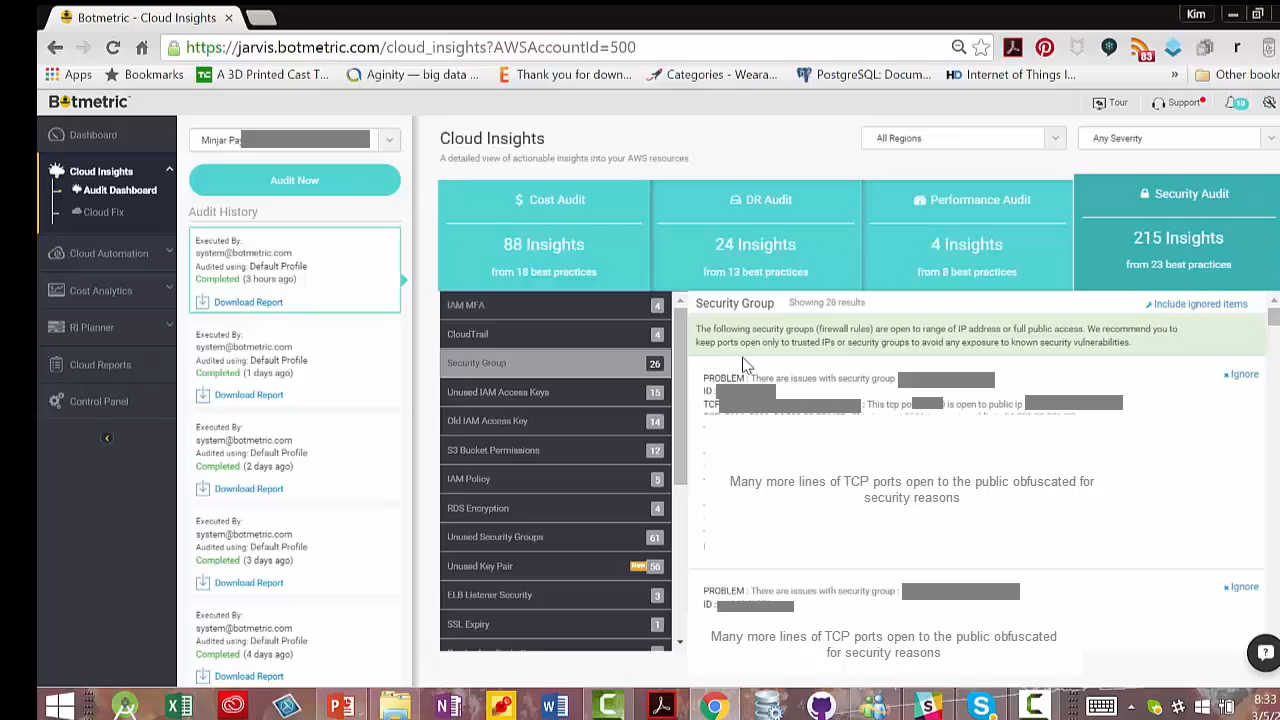 Botmetric - Cloud Insights
Kim
https://jarvis.botmetric.com/cloud_insights?AWSAccountId=500
Apps
Bookmarks
A 3D Printed Cast T...
Aginity — big data ...
Thank you for down...
Categories - Weara...
PostgreSQL: Docum...
Internet of Things I...
»
Other book
Botmetric
Tour
Support
10
Dashboard
Cloud Insights
Audit Dashboard
Cloud Fix
Cloud Automation
Cost Analytics
RI Planner
Cloud Reports
Control Panel
Minjar Pay
Audit Now
Audit History
Executed By:
system@botmetric.com
Audited using: Default Profile
Completed (3 hours ago)
Download Report
Executed By:
system@botmetric.com
Audited using: Default Profile
Completed (1 days ago)
Download Report
Executed By:
system@botmetric.com
Audited using: Default Profile
Completed (2 days ago)
Download Report
Executed By:
system@botmetric.com
Audited using: Default Profile
Completed (3 days ago)
Download Report
Executed By:
system@botmetric.com
Audited using: Default Profile
Completed (4 days ago)
Download Report
Cloud Insights
A detailed view of actionable insights into your AWS resources.
All Regions
Any Severity
$ Cost Audit
88 Insights
from 18 best practices
DR Audit
24 Insights
from 13 best practices
Performance Audit
4 Insights
from 8 best practices
Security Audit
215 Insights
from 23 best practices
IAM MFA 4
CloudTrail 4
Security Group 26
Unused IAM Access Keys 15
Old IAM Access Key 14
S3 Bucket Permissions 12
IAM Policy 5
RDS Encryption 4
Unused Security Groups 61
Unused Key Pair New 56
ELB Listener Security 3
SSL Expiry 1
Security Group Showing 26 results
Include ignored items
The following security groups (firewall rules) are open to range of IP address or full public access. We recommend you to
keep ports open only to trusted IPs or security groups to avoid any exposure to known security vulnerabilities.
PROBLEM : There are issues with security group
Ignore
ID :
TCP : This tcp po is open to public ip
Many more lines of TCP ports open to the public obfuscated for
security reasons
PROBLEM : There are issues with security group :
Ignore
ID :
Many more lines of TCP ports open to the public obfuscated
for security reasons
8:33